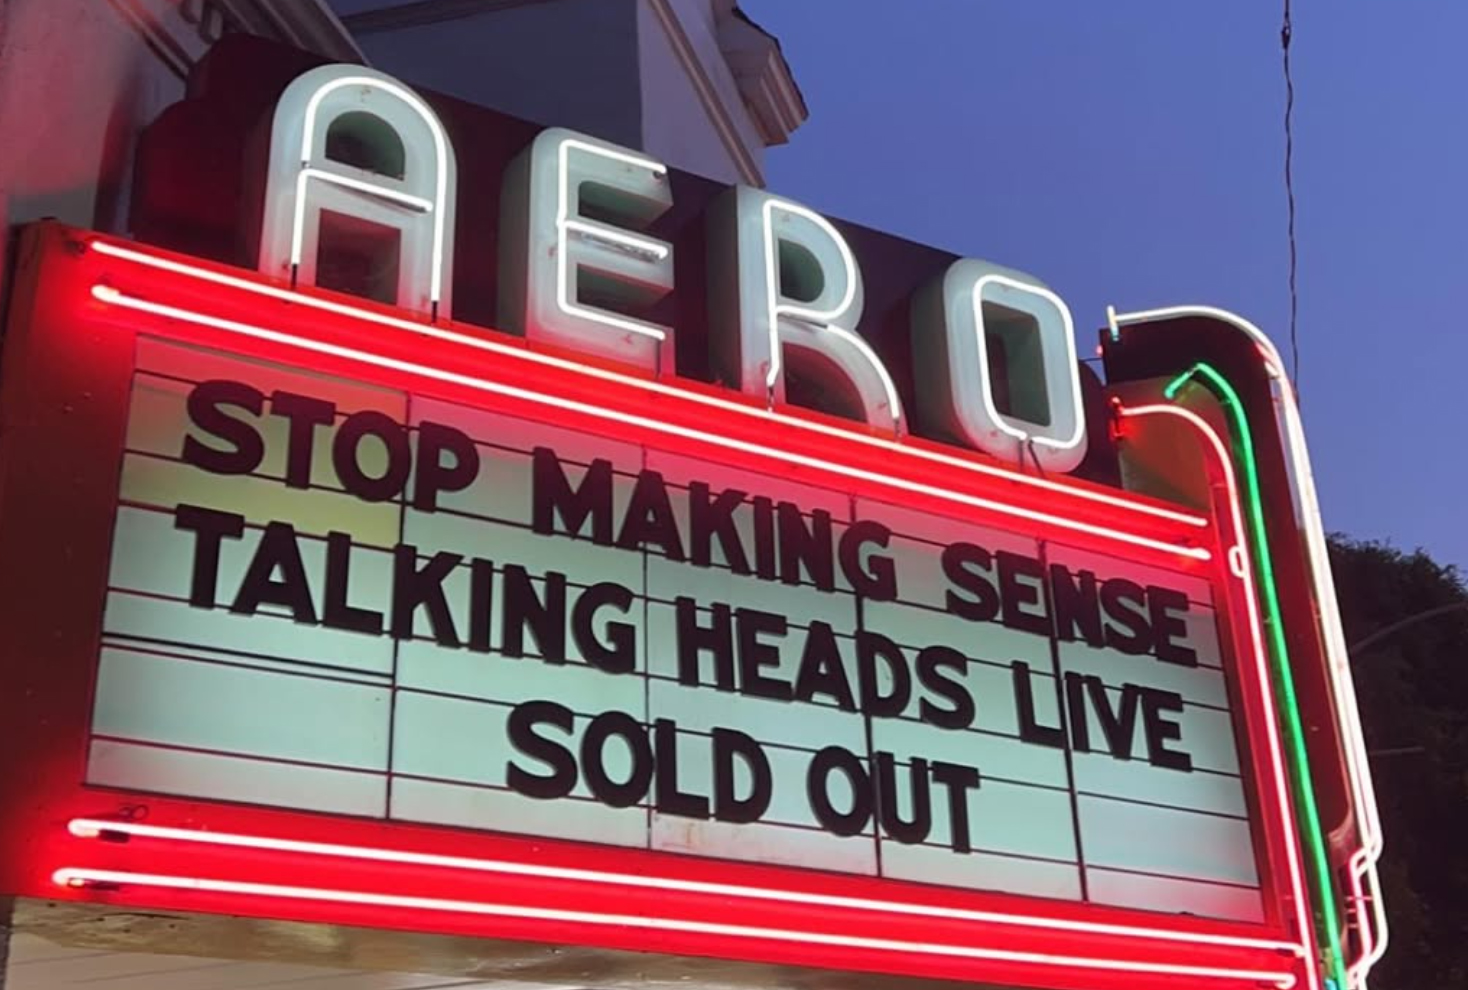 AERO
STOP MAKING SENSE
TALKING HEADS LIVE
SOLD OUT